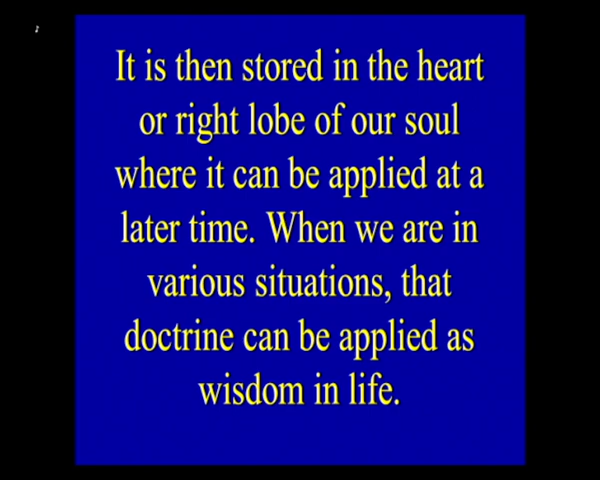 It is then stored in the heart
or right lobe of our soul
where it can be applied at a
later time. When we are in
various situations, that
doctrine can be applied as
wisdom in life.